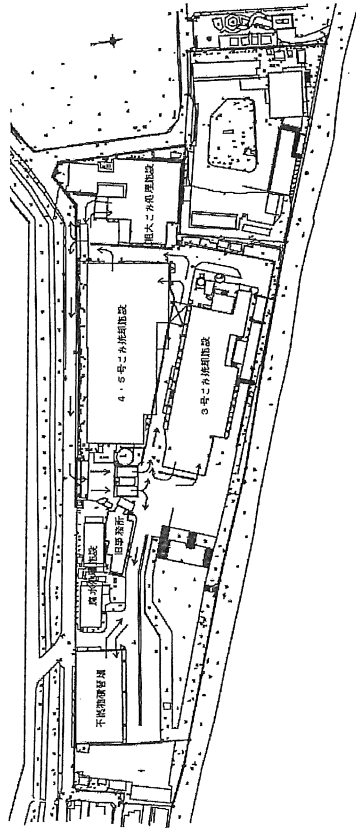 粗大ごみ処理施設
4・5号ごみ焼却施設
3号ごみ焼却施設
旧事務所
廃水処理施設
不燃物積替場